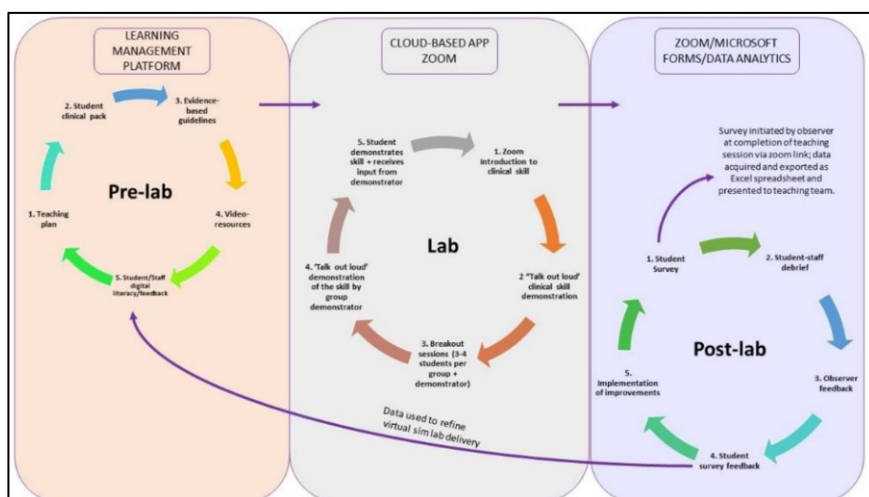 LEARNING
MANAGEMENT
PLATFORM
2. Student
clinical pack
3. Evidence-
based
guidelines
1. Teaching
plan
Pre-lab
4. Video-
resources
5. Student/Staff
digital
literacy/feedback
CLOUD-BASED APP
ZOOM
5. Student
demonstrates
skill + receives
input from
demonstrator
1. Zoom
Introduction to
clinical skill
Lab
4. 'Talk out loud'
demonstration
of the skill by
group
demonstrator
2 "Talk out loud'
clinical skill
demonstration
3. Breakout
sessions (3-4
students per
group +
demonstrator)
Data used to refine
virtual sim lab delivery
ZOOM/MICROSOFT
FORMS/DATA ANALYTICS
Survey initiated by observer
at completion of teaching
session via zoom link; data
acquired and exported as
Excel spreadsheet and
presented to teaching team.
1. Student
Survey
2. Student-staff
debrief
Post-lab
5.
Implementation
of improvements
3. Observer
feedback
4. Student
survey feedback